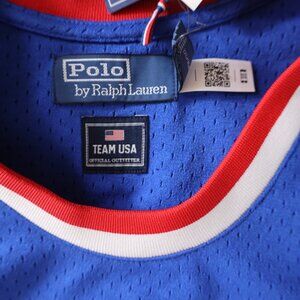 Polo
by Ralph Lauren
TEAM USA
OFFICIAL OUTFITTER